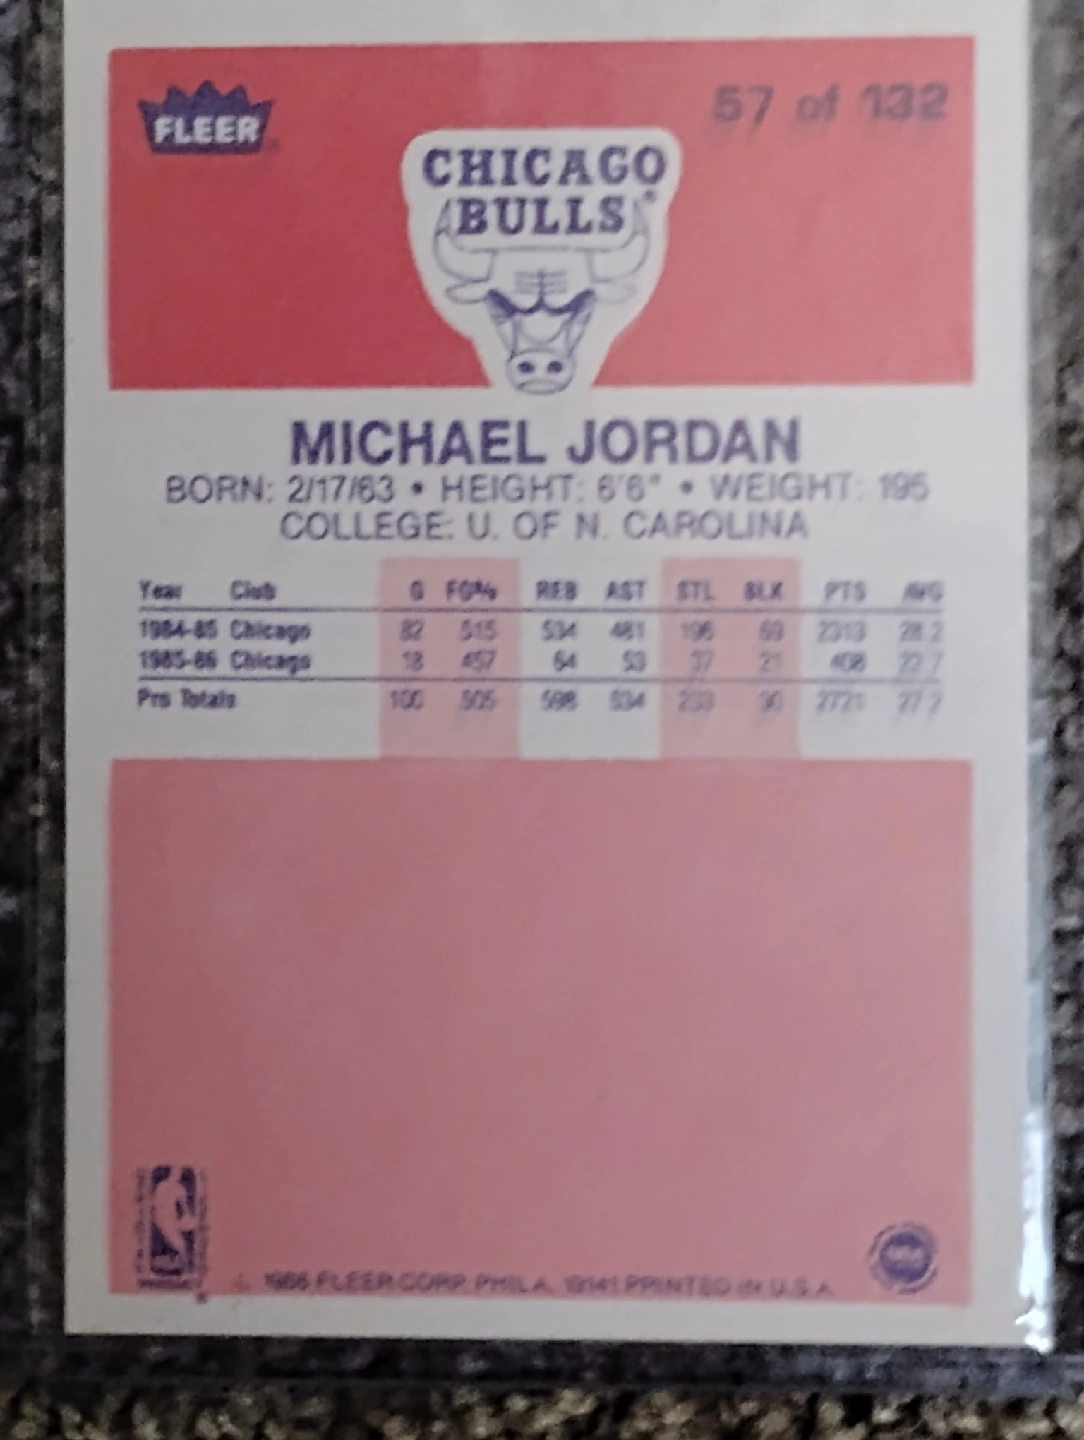 FLEER
57 of 132
CHICAGO
BULLS®
MICHAEL JORDAN
BORN: 2/17/63 • HEIGHT: 6'6" • WEIGHT: 195
COLLEGE: U. OF N. CAROLINA
Year Club G FG% REB AST STL BLK PTS AVG
1984-85 Chicago 82 .515 534 481 196 69 2313 28.2
1985-86 Chicago 18 .457 64 53 37 21 408 22.7
Pro Totals 100 .505 598 534 233 90 2721 27.2
© 1986 FLEER CORP. PHILA. 19141 PRINTED IN U.S.A.